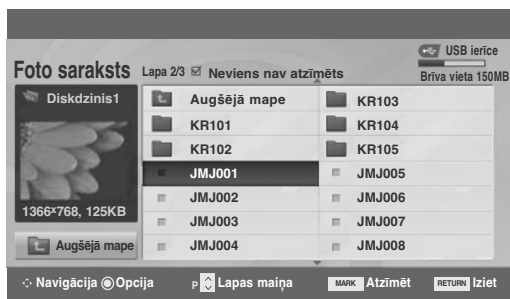 USB ierīce
Foto saraksts Lapa 2/3 Neviens nav atzīmēts
Brīva vieta 150MB
Diskdzinis1
Augšējā mape KR103
KR101 KR104
KR102 KR105
JMJ001 JMJ005
JMJ002 JMJ006
JMJ003 JMJ007
JMJ004 JMJ008
1366x768, 125KB
Augšējā mape
Navigācija Opcija P Lapas maiņa MARK Atzīmēt RETURN Iziet